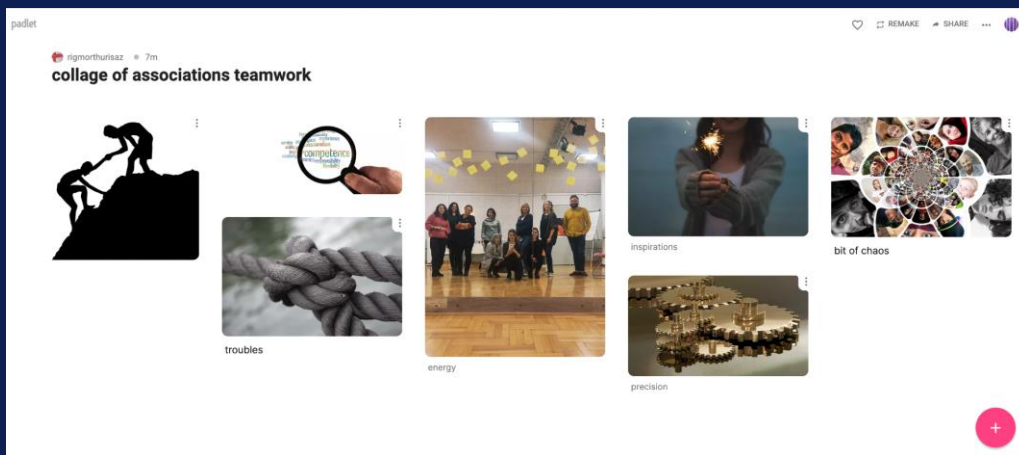 padlet
REMAKE
SHARE
rigmorthurisaz
7m
collage of associations teamwork
competence
troubles
energy
inspirations
precision
bit of chaos